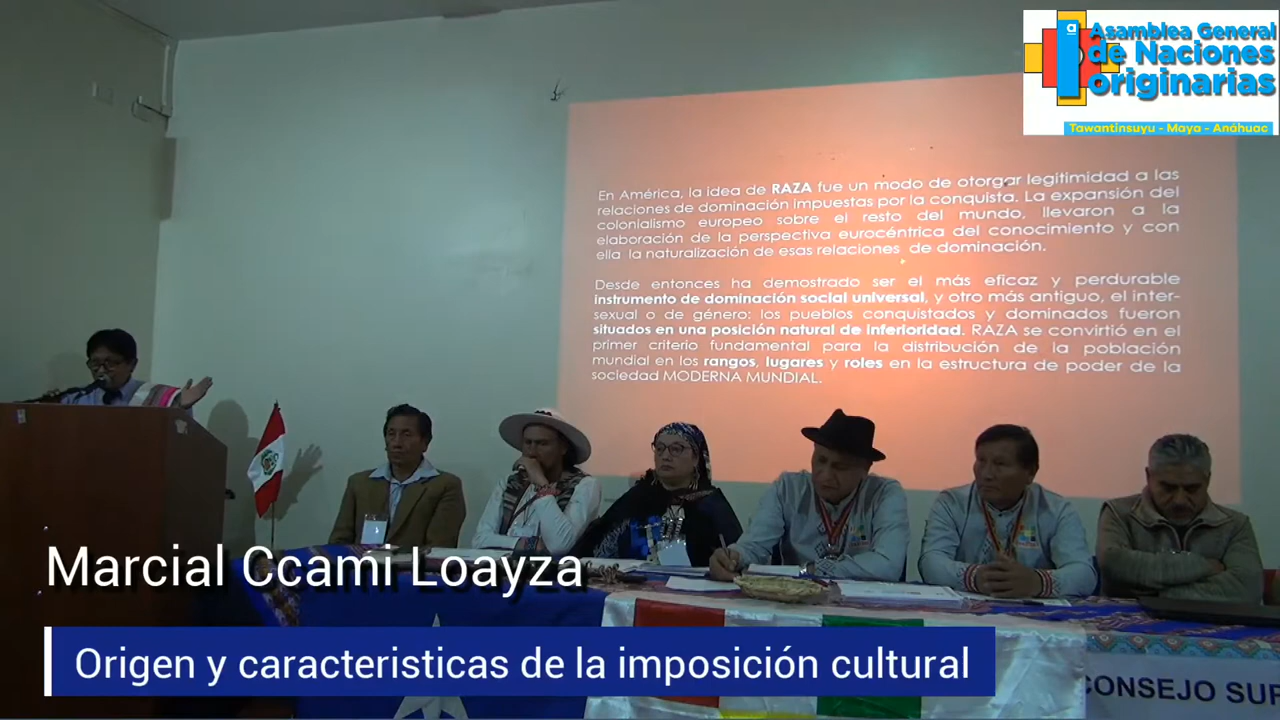 1ª Asamblea General
de Naciones
originarias
Tawantinsuyu - Maya - Anáhuac
En América, la idea de RAZA fue un modo de otorgar legitimidad a las
relaciones de dominación impuestas por la conquista. La expansión del
colonialismo europeo sobre el resto del mundo, llevaron a la
elaboración de la perspectiva eurocéntrica del conocimiento y con
ella la naturalización de esas relaciones de dominación.
Desde entonces ha demostrado ser el más eficaz y perdurable
instrumento de dominación social universal, y otro más antiguo, el inter-
sexual o de género: los pueblos conquistados y dominados fueron
situados en una posición natural de inferioridad. RAZA se convirtió en el
primer criterio fundamental para la distribución de la población
mundial en los rangos, lugares y roles en la estructura de poder de la
sociedad MODERNA MUNDIAL.
Marcial Ccami Loayza
Origen y caracteristicas de la imposición cultural
CONSEJO SUP